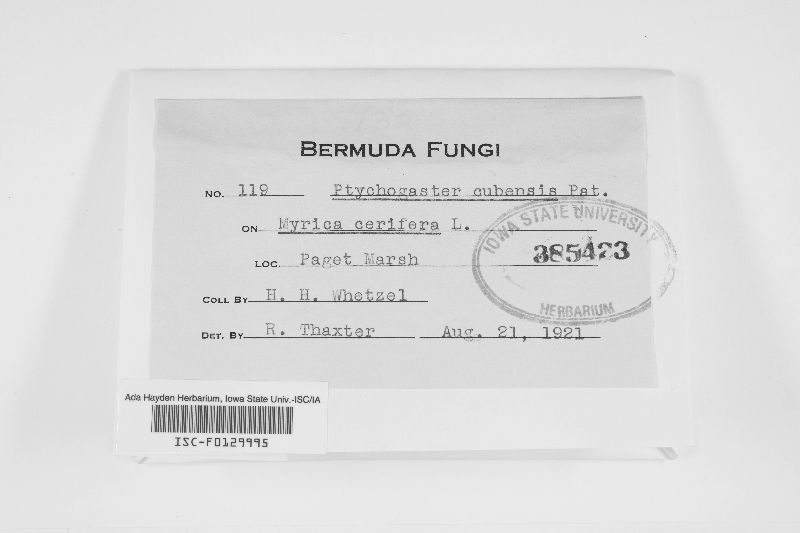 BERMUDA FUNGI
NO. 119 Ptychogaster cubensis Pat.
ON Myrica cerifera L.
LOC. Paget Marsh
COLL BY H. H. Whetzel
DET. BY R. Thaxter Aug. 21, 1921
IOWA STATE UNIVERSITY
385423
HERBARIUM
Ada Hayden Herbarium, Iowa State Univ.-ISC/IA
ISC-F0129995